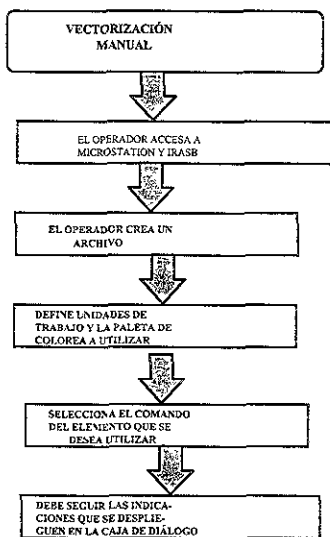 VECTORIZACIÓN
MANUAL
EL OPERADOR ACCESA A
MICROSTATION Y IRASB
EL OPERADOR CREA UN
ARCHIVO
DEFINE UNIDADES DE
TRABAJO Y LA PALETA DE
COLOREA A UTILIZAR
SELECCIONA EL COMANDO
DEL ELEMENTO QUE SE
DESEA UTILIZAR
DEBE SEGUIR LAS INDICA-
CIONES QUE SE DESPLIE-
GUEN EN LA CAJA DE DIÁLOGO